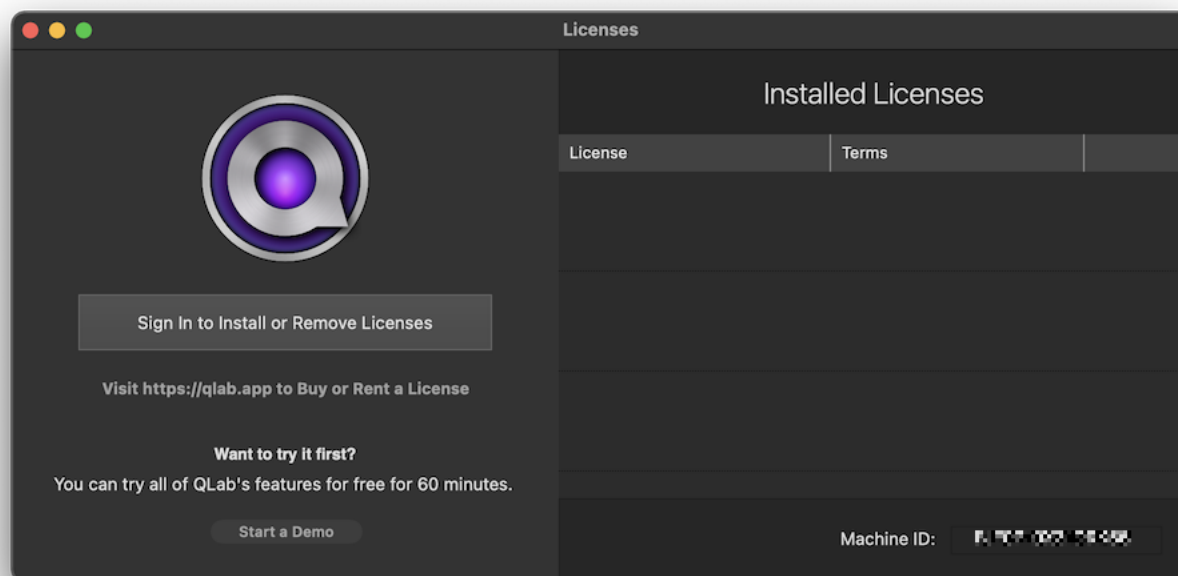 Licenses
Sign In to Install or Remove Licenses
Visit https://qlab.app to Buy or Rent a License
Want to try it first?
You can try all of QLab's features for free for 60 minutes.
Start a Demo
Installed Licenses
License Terms
Machine ID: